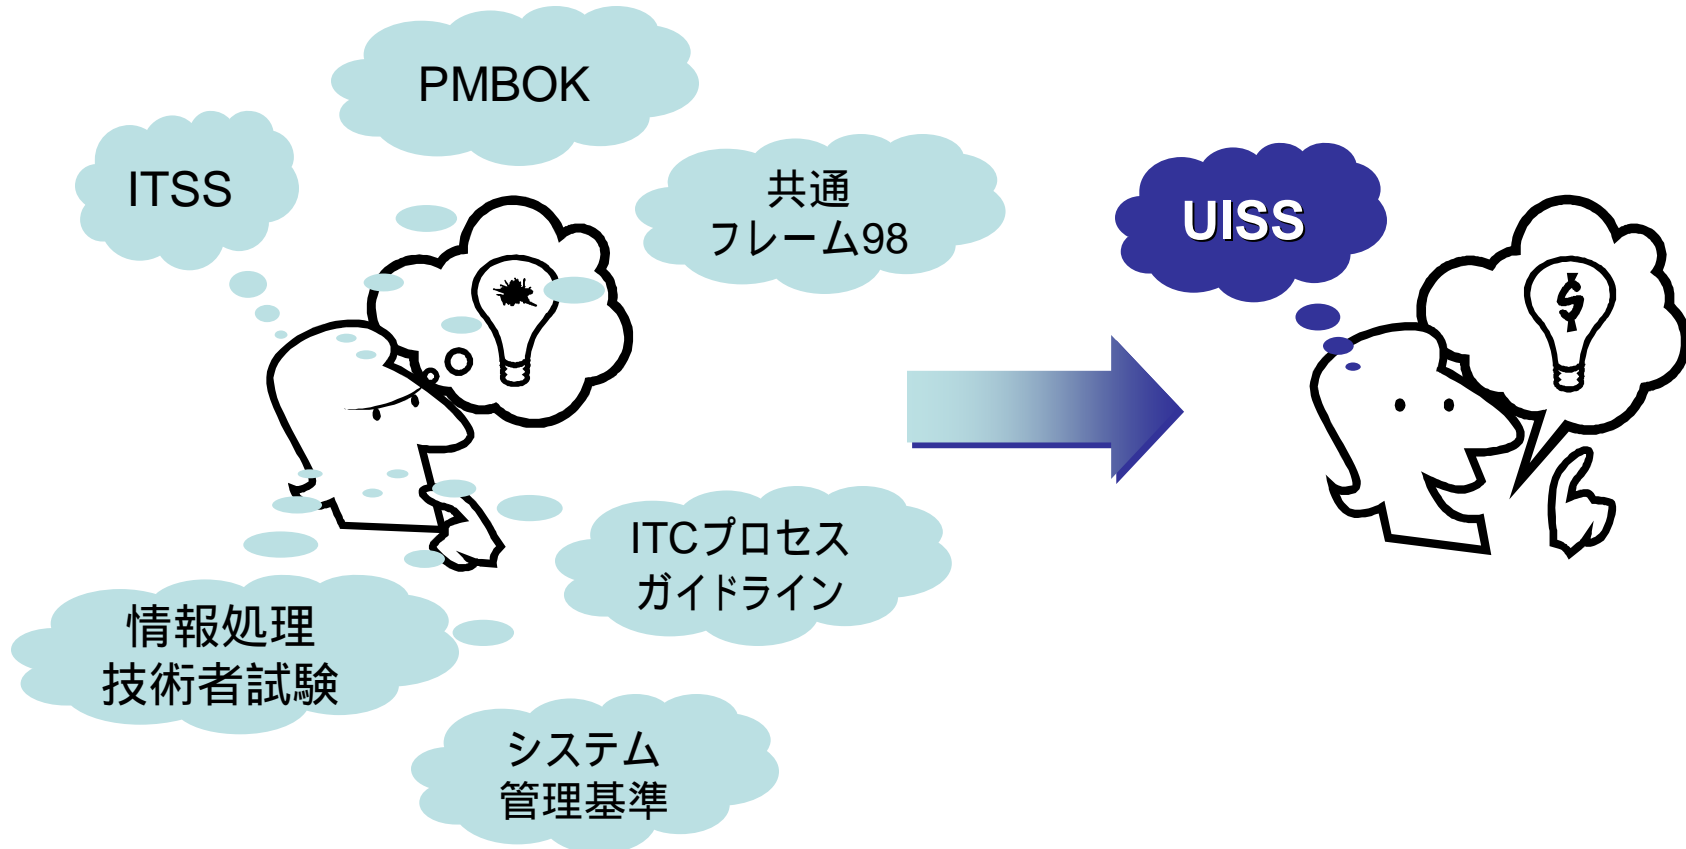 PMBOK
ITSS
共通
フレーム98
UISS
ITCプロセス
ガイドライン
情報処理
技術者試験
システム
管理基準
$